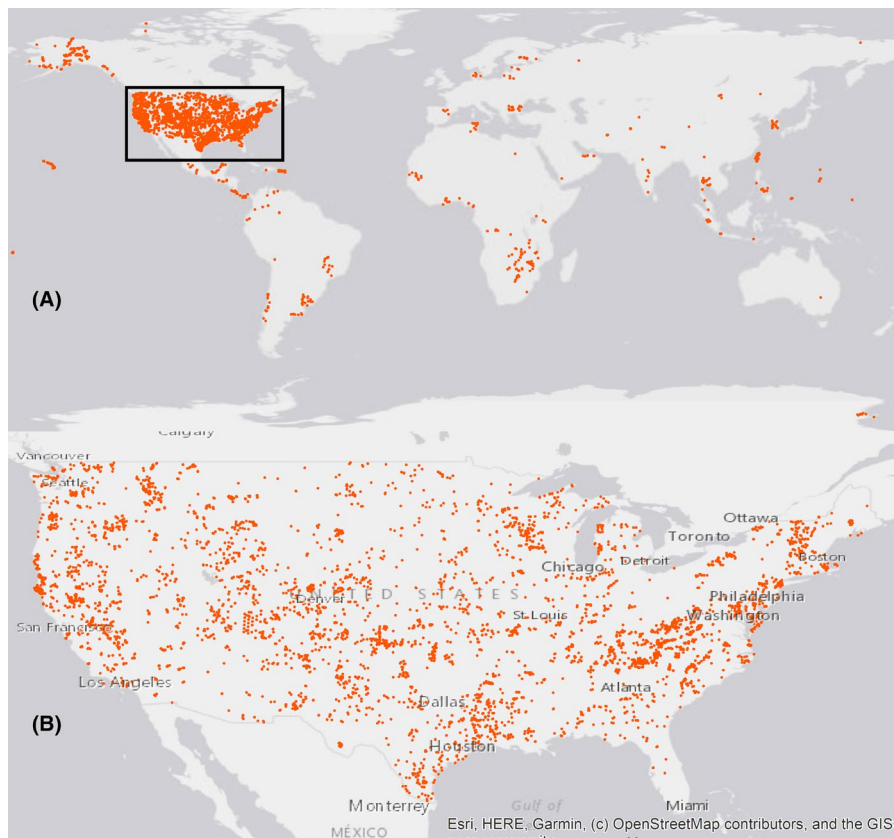 (A)
Calgary
Vancouver
Seattle
Ottawa
Toronto
Boston
Chicago
Detroit
UNITED STATES
Denver
Philadelphia
St Louis
Washington
San Francisco
Los Angeles
Atlanta
Dallas
(B)
Houston
Monterrey
Gulf of
Miami
MÉXICO
Esri, HERE, Garmin, (c) OpenStreetMap contributors, and the GIS